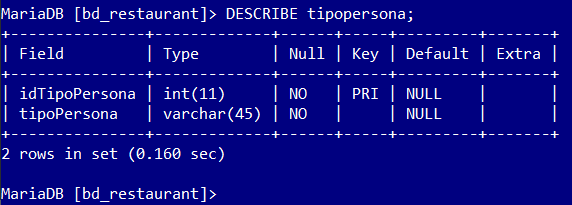 MariaDB [bd_restaurant]> DESCRIBE tipopersona;
+---------------+-------------+------+-----+---------+-------+
| Field         | Type        | Null | Key | Default | Extra |
+---------------+-------------+------+-----+---------+-------+
| idTipoPersona | int(11)     | NO   | PRI | NULL    |       |
| tipoPersona   | varchar(45) | NO   |     | NULL    |       |
+---------------+-------------+------+-----+---------+-------+
2 rows in set (0.160 sec)
MariaDB [bd_restaurant]>